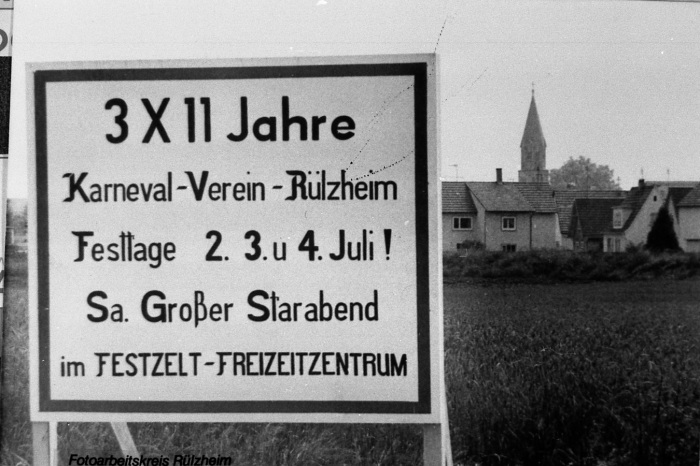 3 X 11 Jahre
Karneval-Verein-Rülzheim
Festtage 2. 3. u 4. Juli !
Sa. Großer Starabend
im FESTZELT-FREIZEITZENTRUM
Fotoarbeitskreis Rülzheim